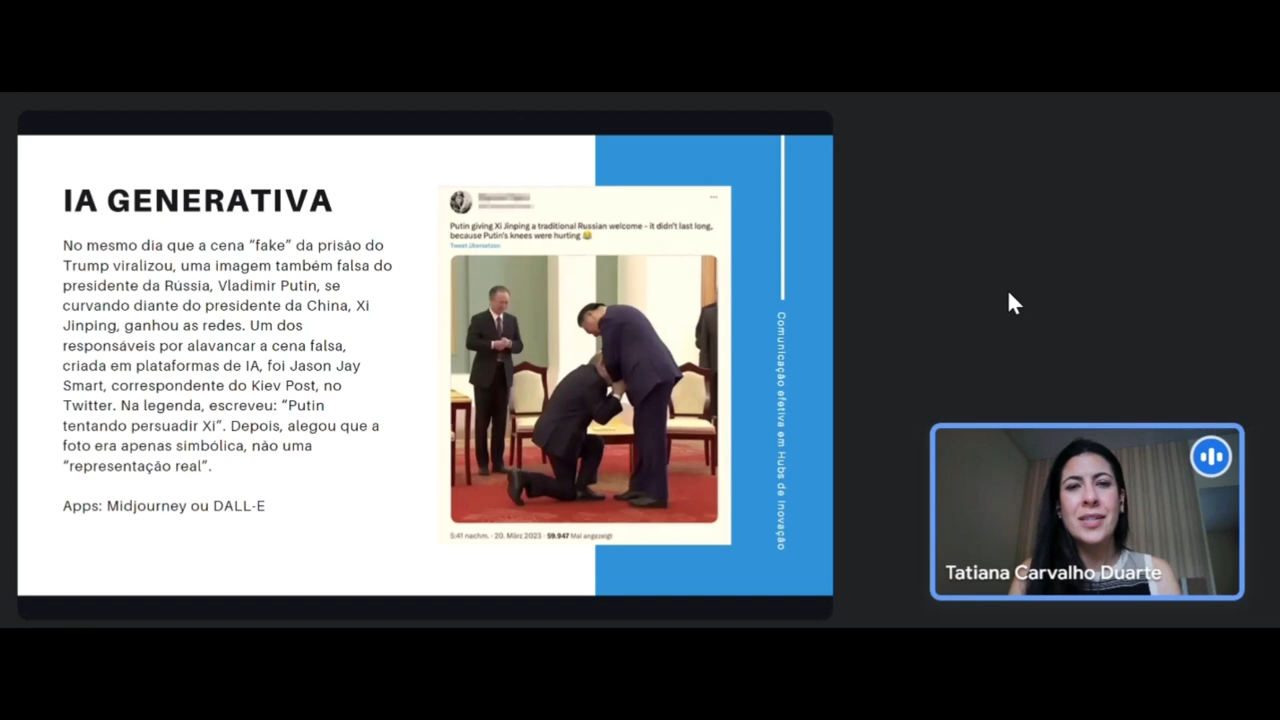 IA GENERATIVA
No mesmo dia que a cena “fake” da prisão do
Trump viralizou, uma imagem também falsa do
presidente da Rússia, Vladimir Putin, se
curvando diante do presidente da China, Xi
Jinping, ganhou as redes. Um dos
responsáveis por alavancar a cena falsa,
criada em plataformas de IA, foi Jason Jay
Smart, correspondente do Kiev Post, no
Twitter. Na legenda, escreveu: “Putin
tentando persuadir Xi”. Depois, alegou que a
foto era apenas simbólica, não uma
“representação real”.
Apps: Midjourney ou DALL-E
Putin giving Xi Jinping a traditional Russian welcome - it didn't last long,
because Putin's knees were hurting 😂
Tweet übersetzen
5:41 nachm. · 20. März 2023 · 59.947 Mal angezeigt
Comunicação efetiva em Hubs de Inovação
Tatiana Carvalho Duarte